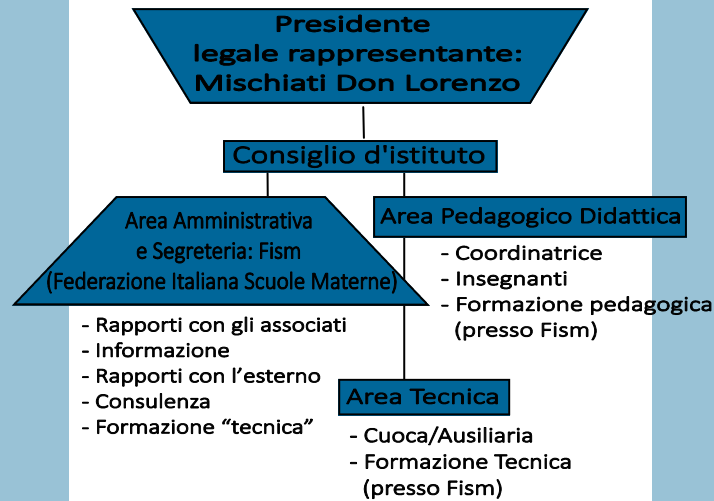 Presidente
legale rappresentante:
Mischiati Don Lorenzo
Consiglio d'istituto
Area Amministrativa
e Segreteria: Fism
(Federazione Italiana Scuole Materne)
- Rapporti con gli associati
- Informazione
- Rapporti con l’esterno
- Consulenza
- Formazione “tecnica”
Area Pedagogico Didattica
- Coordinatrice
- Insegnanti
- Formazione pedagogica
(presso Fism)
Area Tecnica
- Cuoca/Ausiliaria
- Formazione Tecnica
(presso Fism)